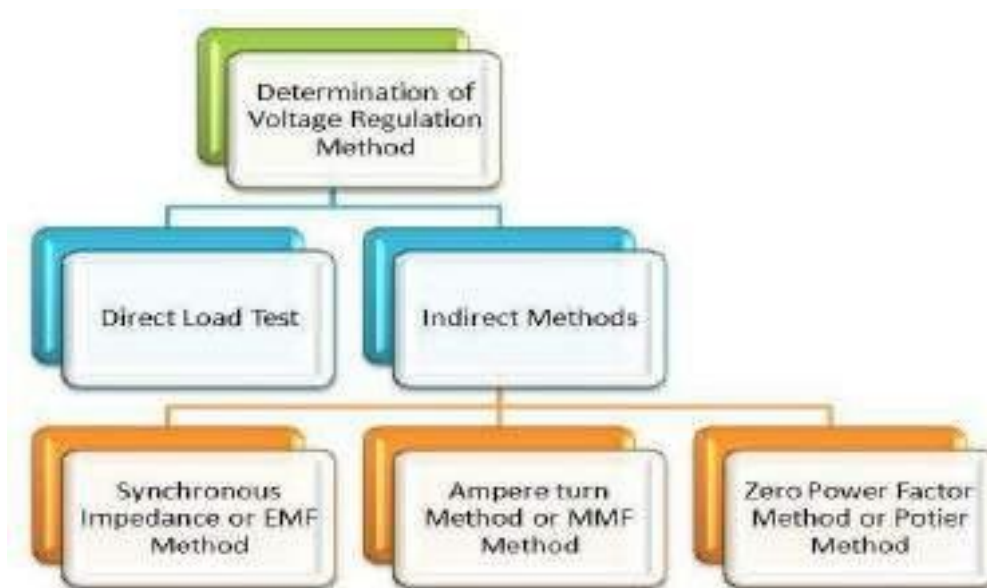 Determination of
Voltage Regulation
Method
Direct Load Test
Indirect Methods
Synchronous
Impedance or EMF
Method
Ampere turn
Method or MMF
Method
Zero Power Factor
Method or Potier
Method